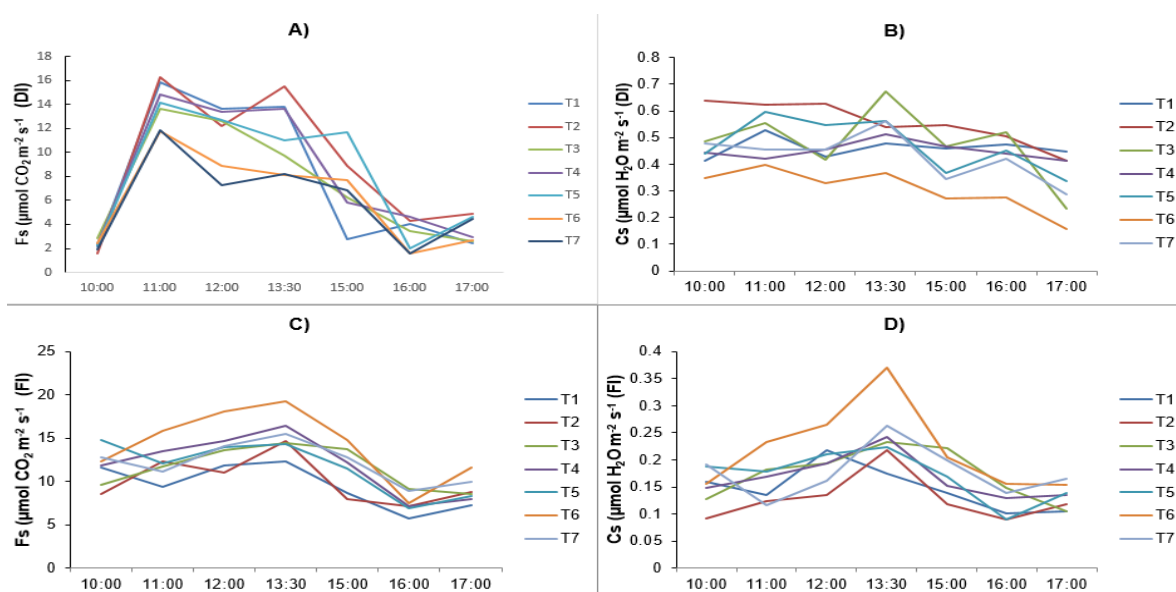 A)
Fs (µmol CO₂ m⁻² s⁻¹ (DI)
18
16
14
12
10
8
6
4
2
0
10:00 11:00 12:00 13:30 15:00 16:00 17:00
T1
T2
T3
T4
T5
T6
T7
B)
Cs (µmol H₂O m⁻² s⁻¹ (DI)
0.8
0.7
0.6
0.5
0.4
0.3
0.2
0.1
0
10:00 11:00 12:00 13:30 15:00 16:00 17:00
T1
T2
T3
T4
T5
T6
T7
C)
Fs (µmol CO₂ m⁻² s⁻¹ (FI)
25
20
15
10
5
0
10:00 11:00 12:00 13:30 15:00 16:00 17:00
T1
T2
T3
T4
T5
T6
T7
D)
Cs (µmol H₂O m⁻² s⁻¹ (FI)
0.4
0.35
0.3
0.25
0.2
0.15
0.1
0.05
0
10:00 11:00 12:00 13:30 15:00 16:00 17:00
T1
T2
T3
T4
T5
T6
T7